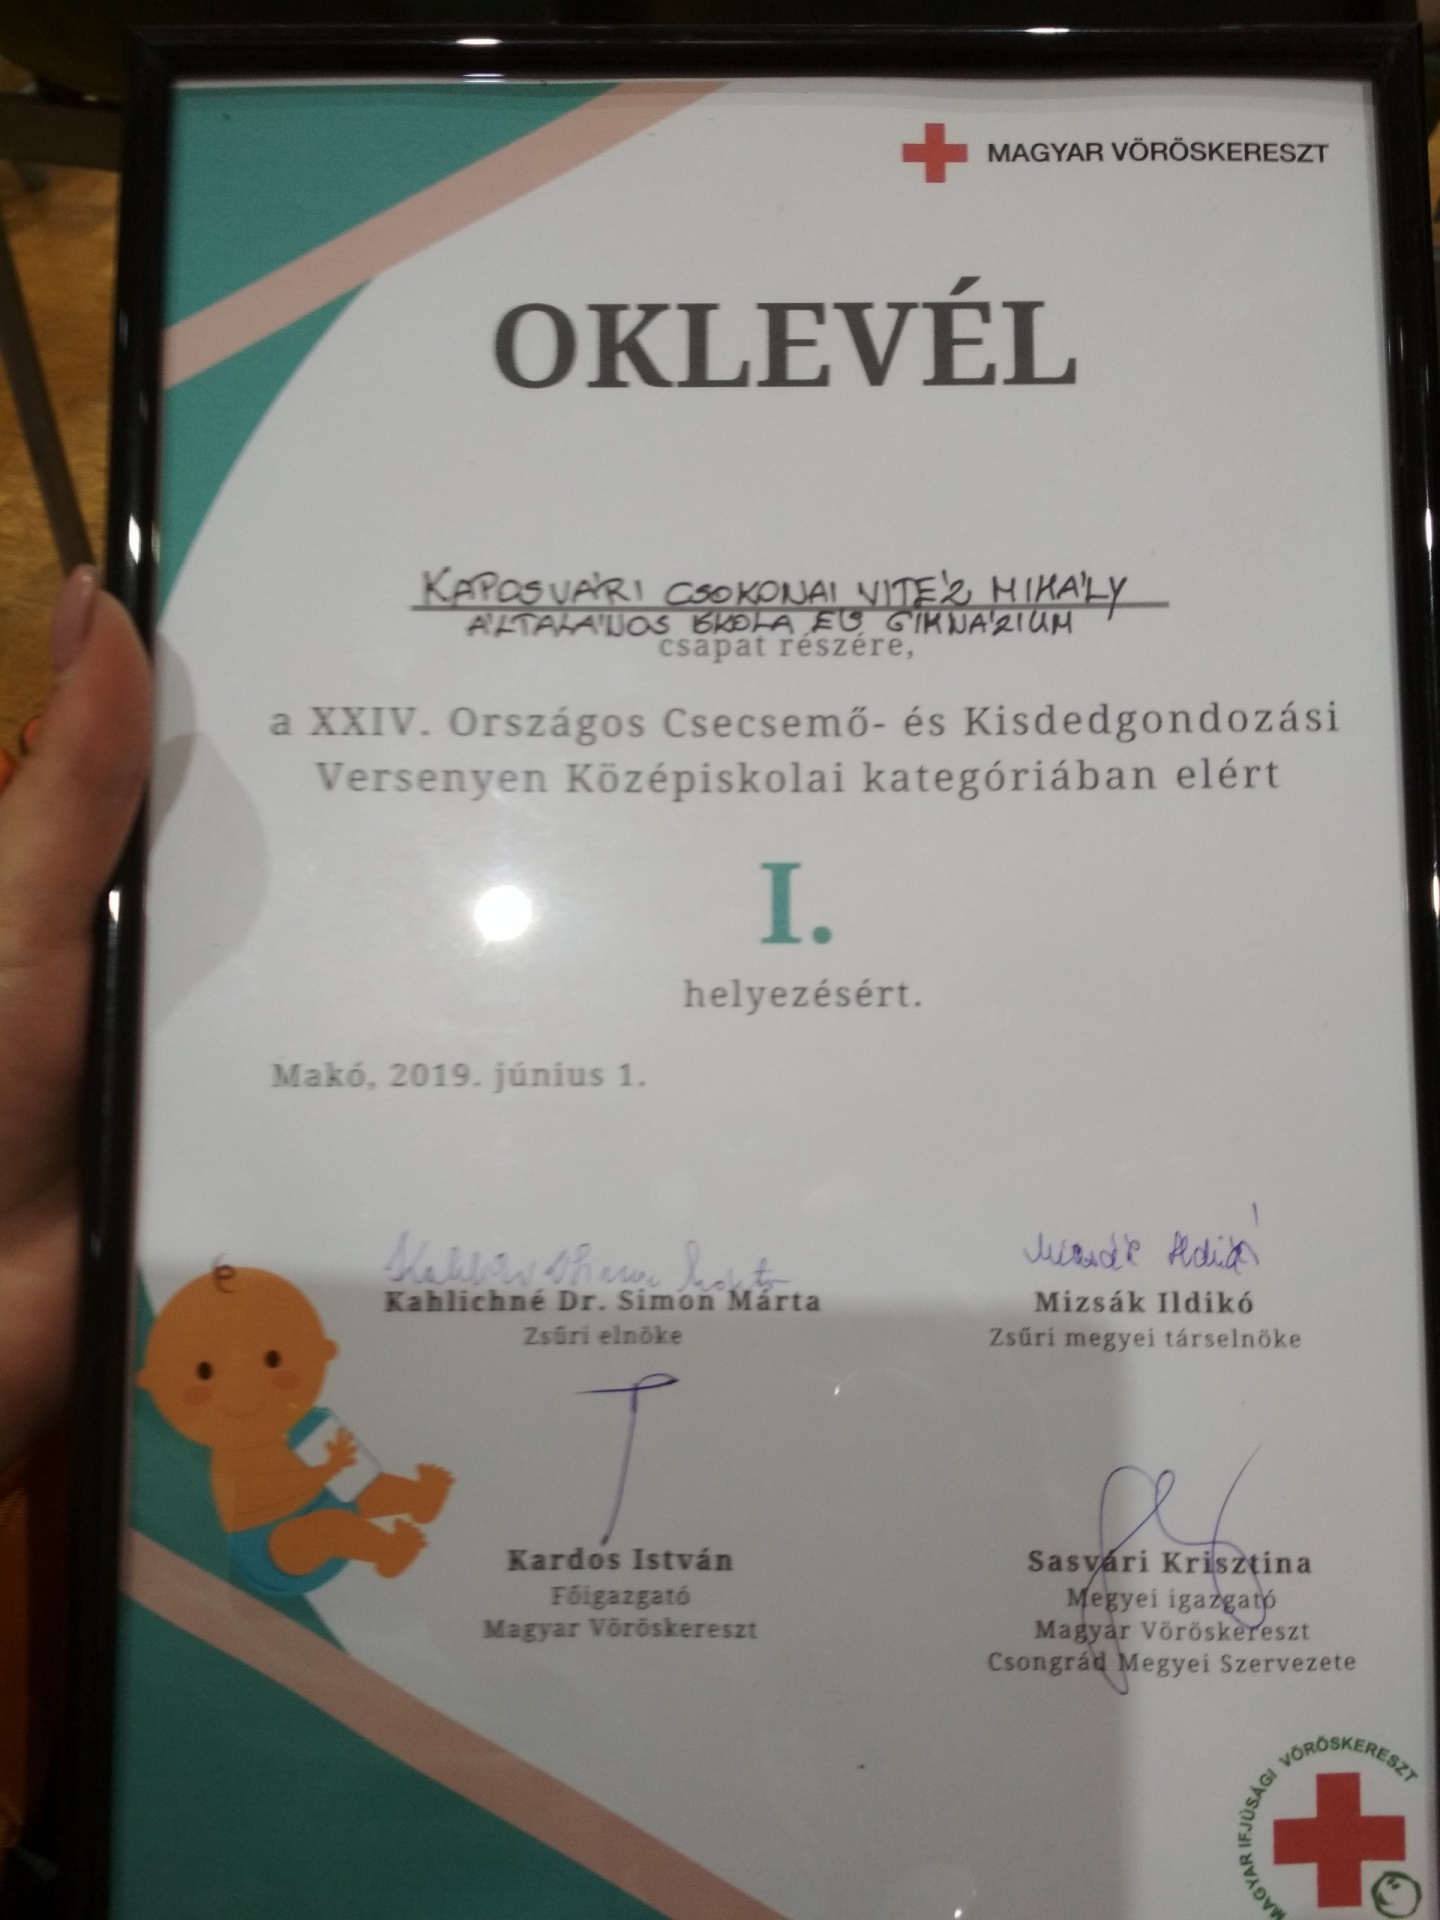 MAGYAR VÖRÖSKERESZT
OKLEVÉL
KAPOSVÁRI CSOKONAI VITÉZ MIHÁLY
ÁLTALÁNOS ISKOLA ÉS GIMNÁZIUM
csapat részére,
a XXIV. Országos Csecsemő- és Kisdedgondozási
Versenyen Középiskolai kategóriában elért
I.
helyezésért.
Makó, 2019. június 1.
Kahlichné Dr. Simon Márta
Zsűri elnöke
Mizsák Ildikó
Zsűri megyei társelnöke
Kardos István
Főigazgató
Magyar Vöröskereszt
Sasvári Krisztina
Megyei igazgató
Magyar Vöröskereszt
Csongrád Megyei Szervezete
MAGYAR IFJÚSÁGI VÖRÖSKERESZT